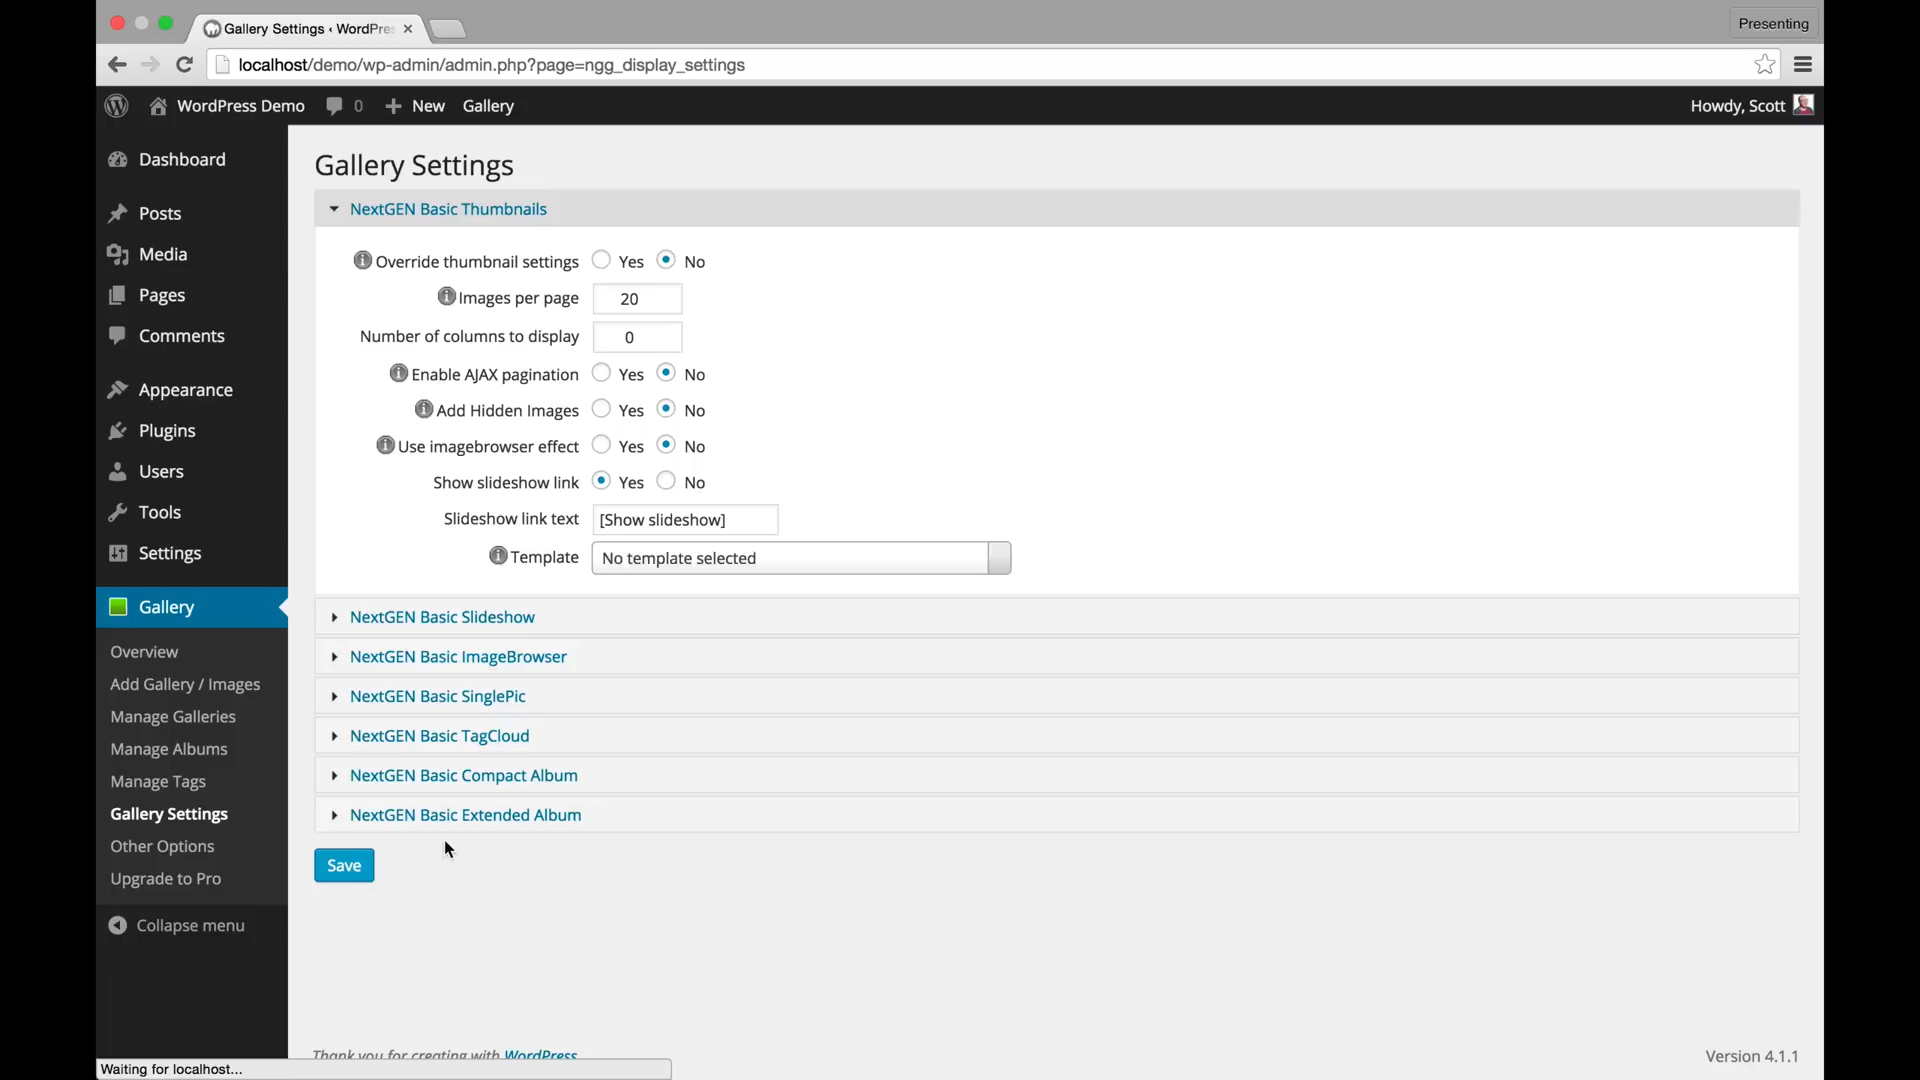 Gallery Settings ‹ WordPres
Presenting
localhost/demo/wp-admin/admin.php?page=ngg_display_settings
WordPress Demo 0 New Gallery
Howdy, Scott
Dashboard
Posts
Media
Pages
Comments
Appearance
Plugins
Users
Tools
Settings
Gallery
Overview
Add Gallery / Images
Manage Galleries
Manage Albums
Manage Tags
Gallery Settings
Other Options
Upgrade to Pro
Collapse menu
Gallery Settings
NextGEN Basic Thumbnails
Override thumbnail settings Yes No
Images per page 20
Number of columns to display 0
Enable AJAX pagination Yes No
Add Hidden Images Yes No
Use imagebrowser effect Yes No
Show slideshow link Yes No
Slideshow link text [Show slideshow]
Template No template selected
NextGEN Basic Slideshow
NextGEN Basic ImageBrowser
NextGEN Basic SinglePic
NextGEN Basic TagCloud
NextGEN Basic Compact Album
NextGEN Basic Extended Album
Save
Thank you for creating with WordPress
Version 4.1.1
Waiting for localhost...